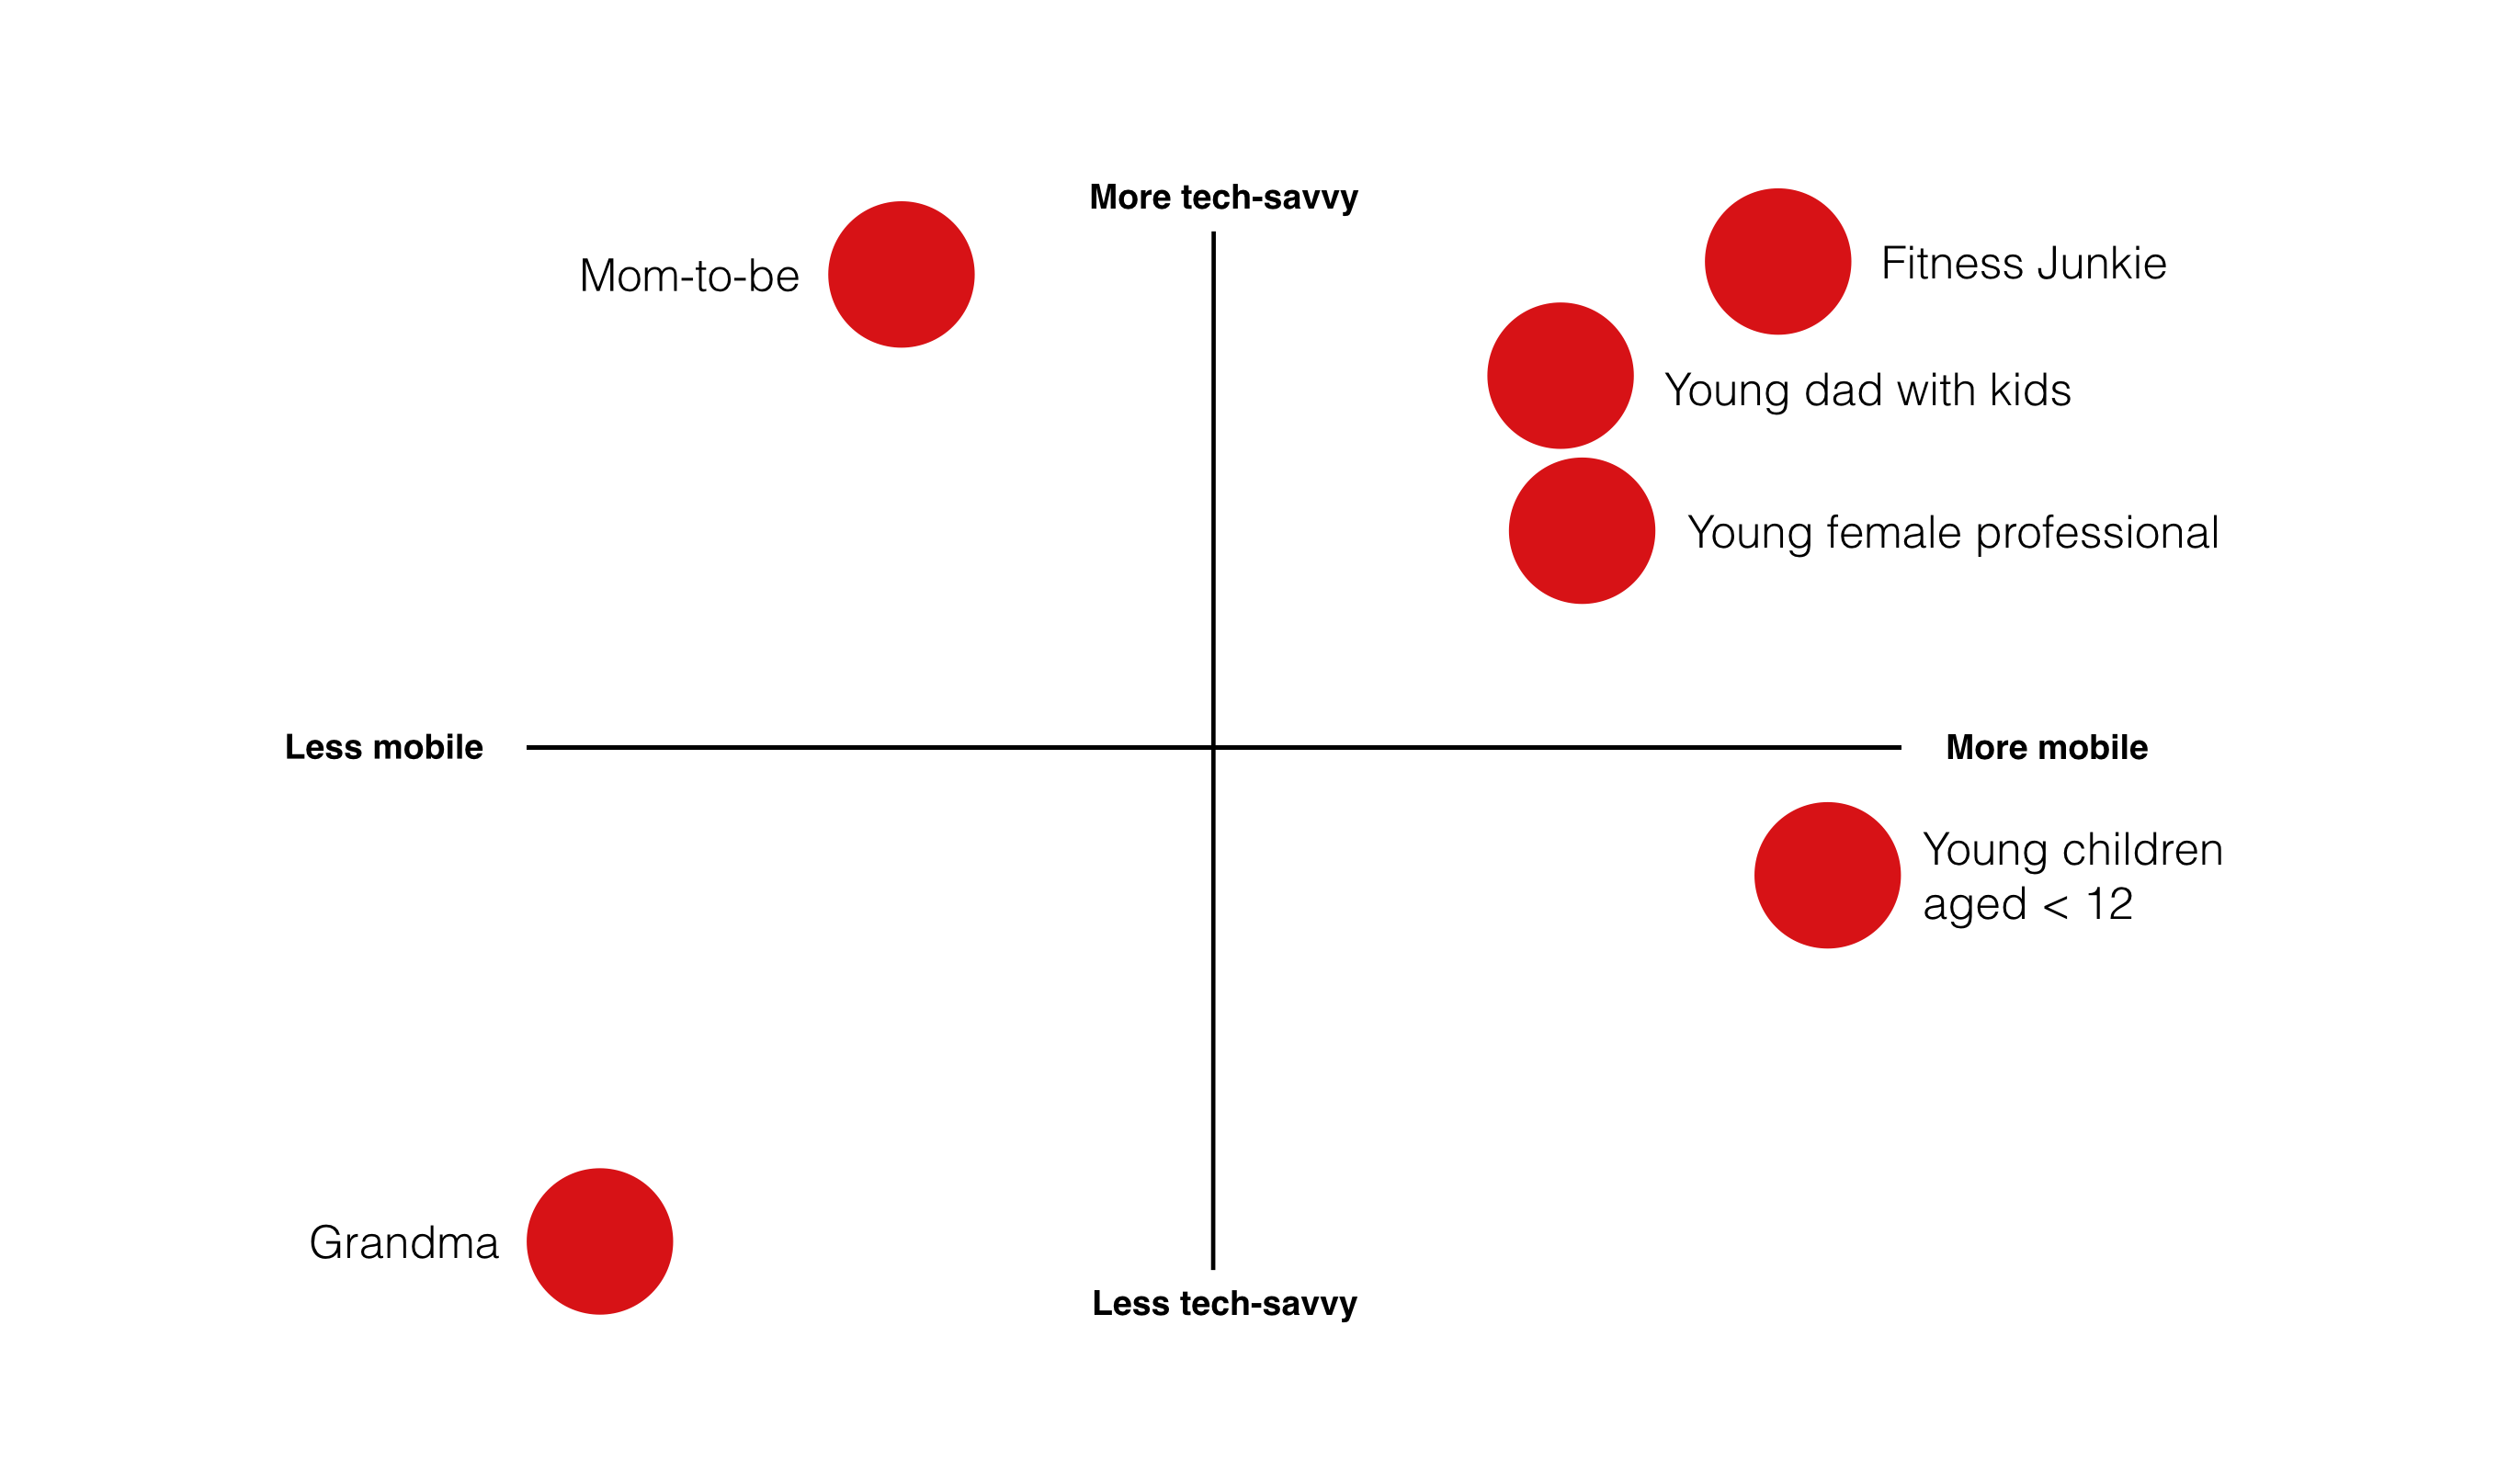 More tech-savvy
Mom-to-be
Fitness Junkie
Young dad with kids
Young female professional
Less mobile
More mobile
Young children
aged < 12
Grandma
Less tech-savvy